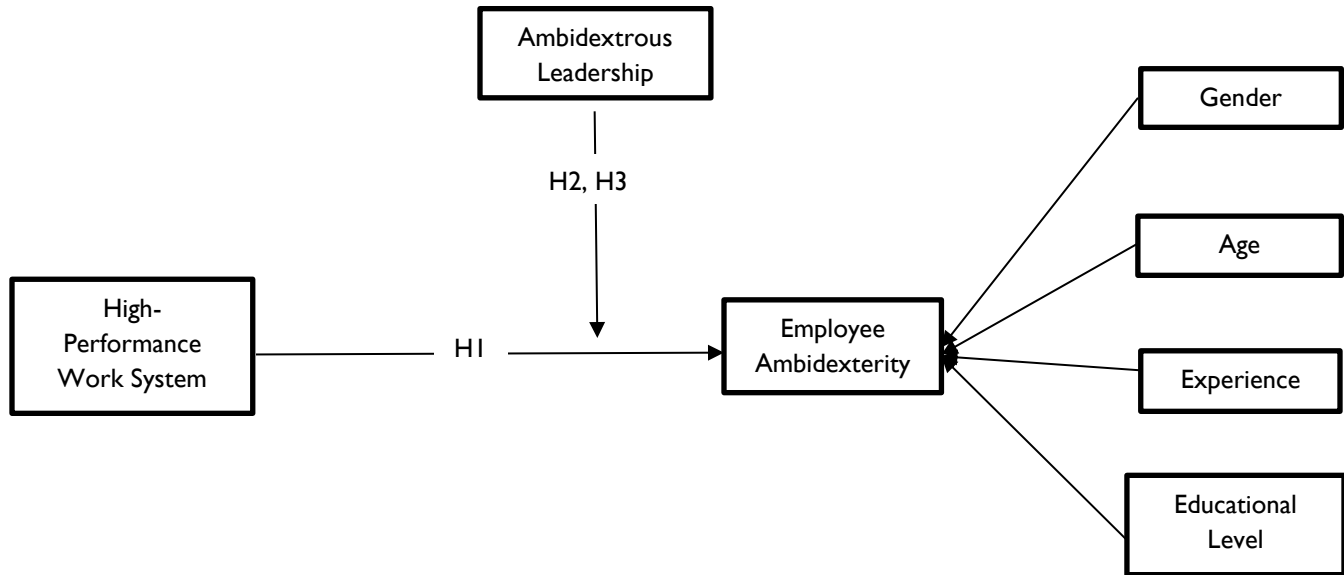 Ambidextrous
Leadership
Gender
H2, H3
Age
High-
Performance
Work System
H1
Employee
Ambidexterity
Experience
Educational
Level